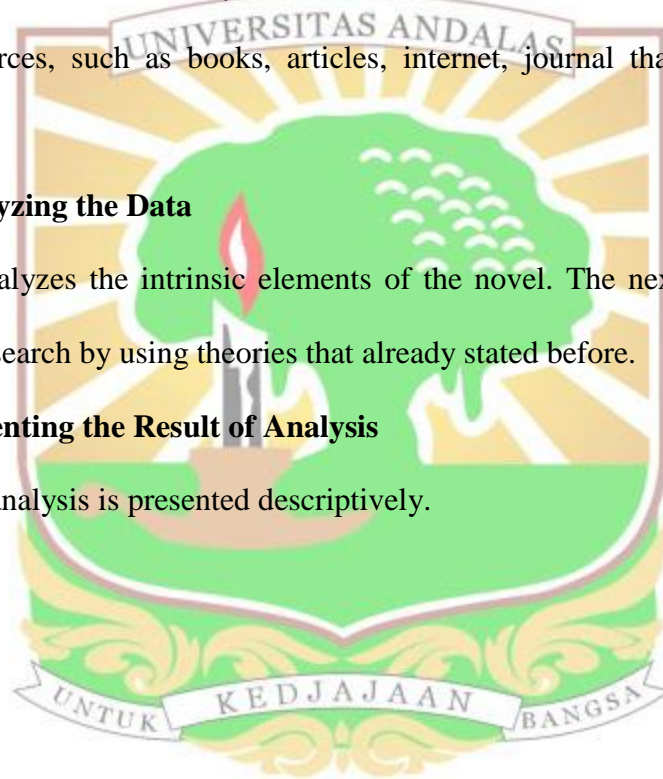 UNIVERSITAS ANDALAS
rces, such as books, articles, internet, journal tha
yzing the Data
alyzes the intrinsic elements of the novel. The nex
search by using theories that already stated before.
enting the Result of Analysis
nalysis is presented descriptively.
UNTUK KEDJAJAAN BANGSA